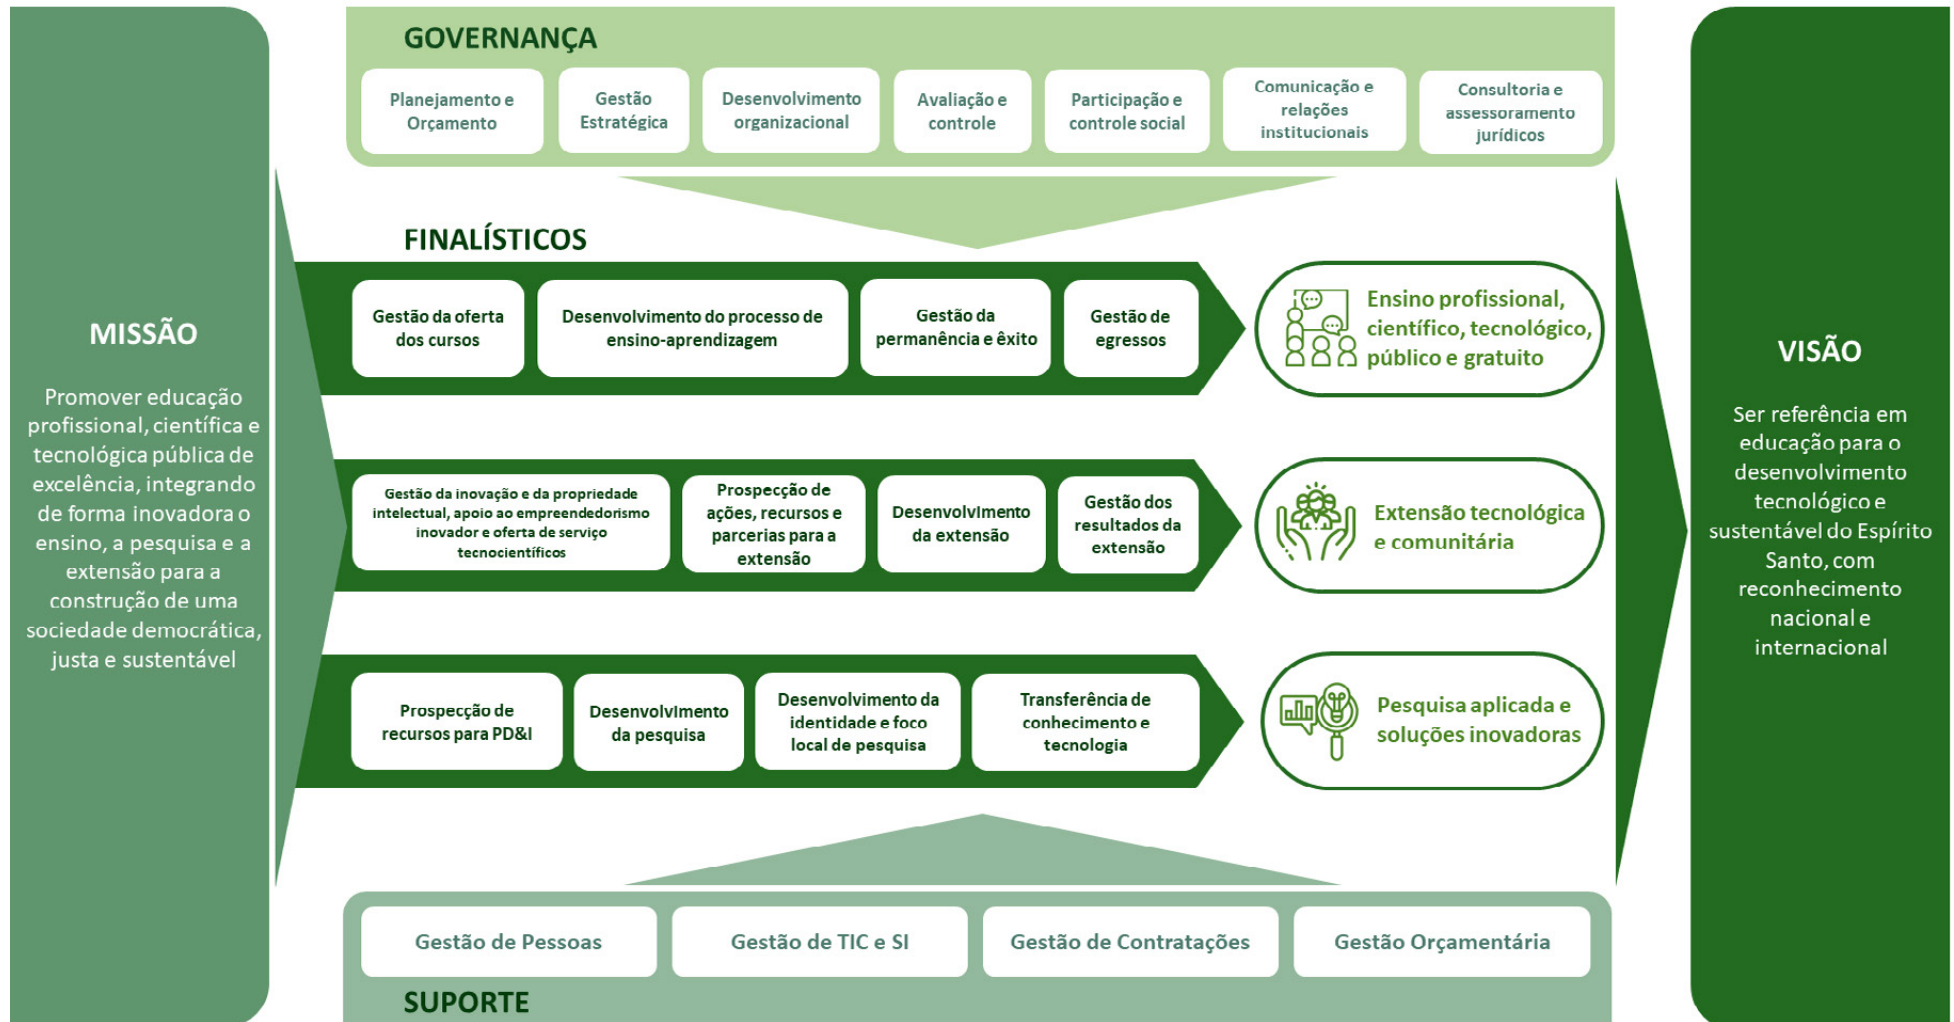 GOVERNANÇA
Planejamento e
Orçamento
Gestão
Estratégica
Desenvolvimento
organizacional
Avaliação e
controle
Participação e
controle social
Comunicação e
relações
institucionais
Consultoria e
assessoramento
jurídicos
MISSÃO
Promover educação
profissional, científica e
tecnológica pública de
excelência, integrando
de forma inovadora o
ensino, a pesquisa e a
extensão para a
construção de uma
sociedade democrática,
justa e sustentável
FINALÍSTICOS
Gestão da oferta
dos cursos
Desenvolvimento do processo de
ensino-aprendizagem
Gestão da
permanência e êxito
Gestão de
egressos
Ensino profissional,
científico, tecnológico,
público e gratuito
Gestão da inovação e da propriedade
intelectual, apoio ao empreendedorismo
inovador e oferta de serviço
tecnocientíficos
Prospecção de
ações, recursos e
parcerias para a
extensão
Desenvolvimento
da extensão
Gestão dos
resultados da
extensão
Extensão tecnológica
e comunitária
Prospecção de
recursos para PD&I
Desenvolvimento
da pesquisa
Desenvolvimento da
identidade e foco
local de pesquisa
Transferência de
conhecimento e
tecnologia
Pesquisa aplicada e
soluções inovadoras
VISÃO
Ser referência em
educação para o
desenvolvimento
tecnológico e
sustentável do Espírito
Santo, com
reconhecimento
nacional e
internacional
Gestão de Pessoas
Gestão de TIC e SI
Gestão de Contratações
Gestão Orçamentária
SUPORTE